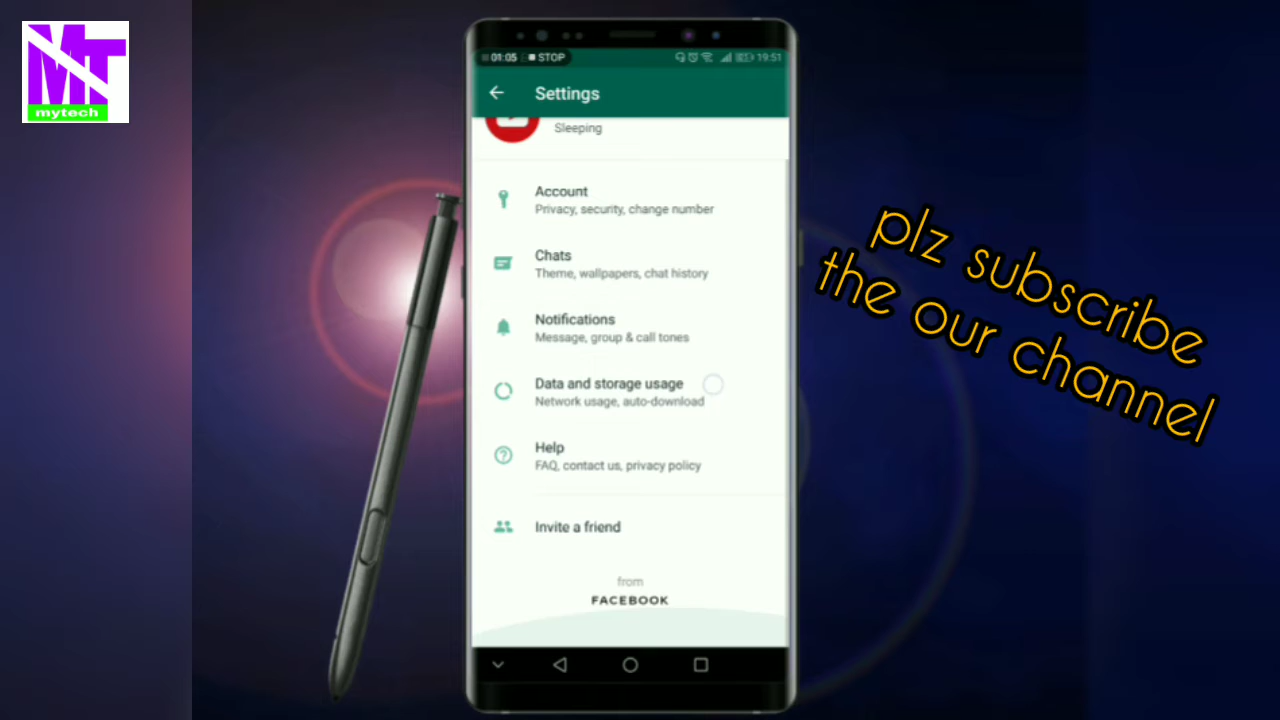 MT
mytech
01:05 STOP
19:51
Settings
Sleeping
Account
Privacy, security, change number
Chats
Theme, wallpapers, chat history
Notifications
Message, group & call tones
Data and storage usage
Network usage, auto-download
Help
FAQ, contact us, privacy policy
Invite a friend
from
FACEBOOK
plz subscribe
the our channel